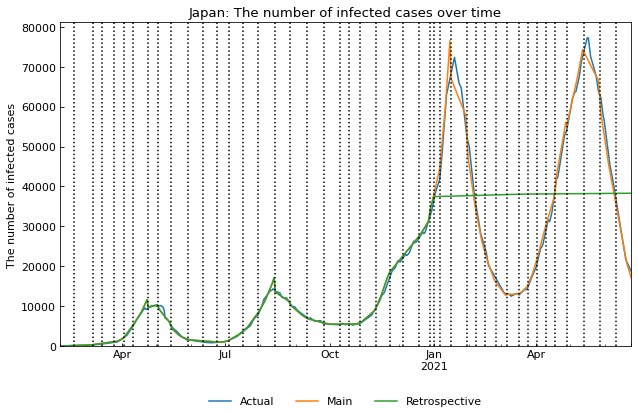 Japan: The number of infected cases over time
The number of infected cases
80000
70000
60000
50000
40000
30000
20000
10000
0
Apr
Jul
Oct
Jan
2021
Apr
Actual
Main
Retrospective